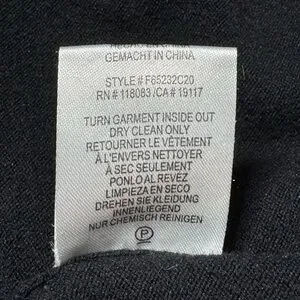 GEMACHT IN CHINA
STYLE # F65232C20
RN # 118083 / CA # 19117
TURN GARMENT INSIDE OUT
DRY CLEAN ONLY
RETOURNER LE VÊTEMENT
À L'ENVERS NETTOYER
À SEC SEULEMENT
PONLO AL REVÉZ
LIMPIEZA EN SECO
DREHEN SIE KLEIDUNG
INNENLIEGEND
NUR CHEMISCH REINIGEN
P